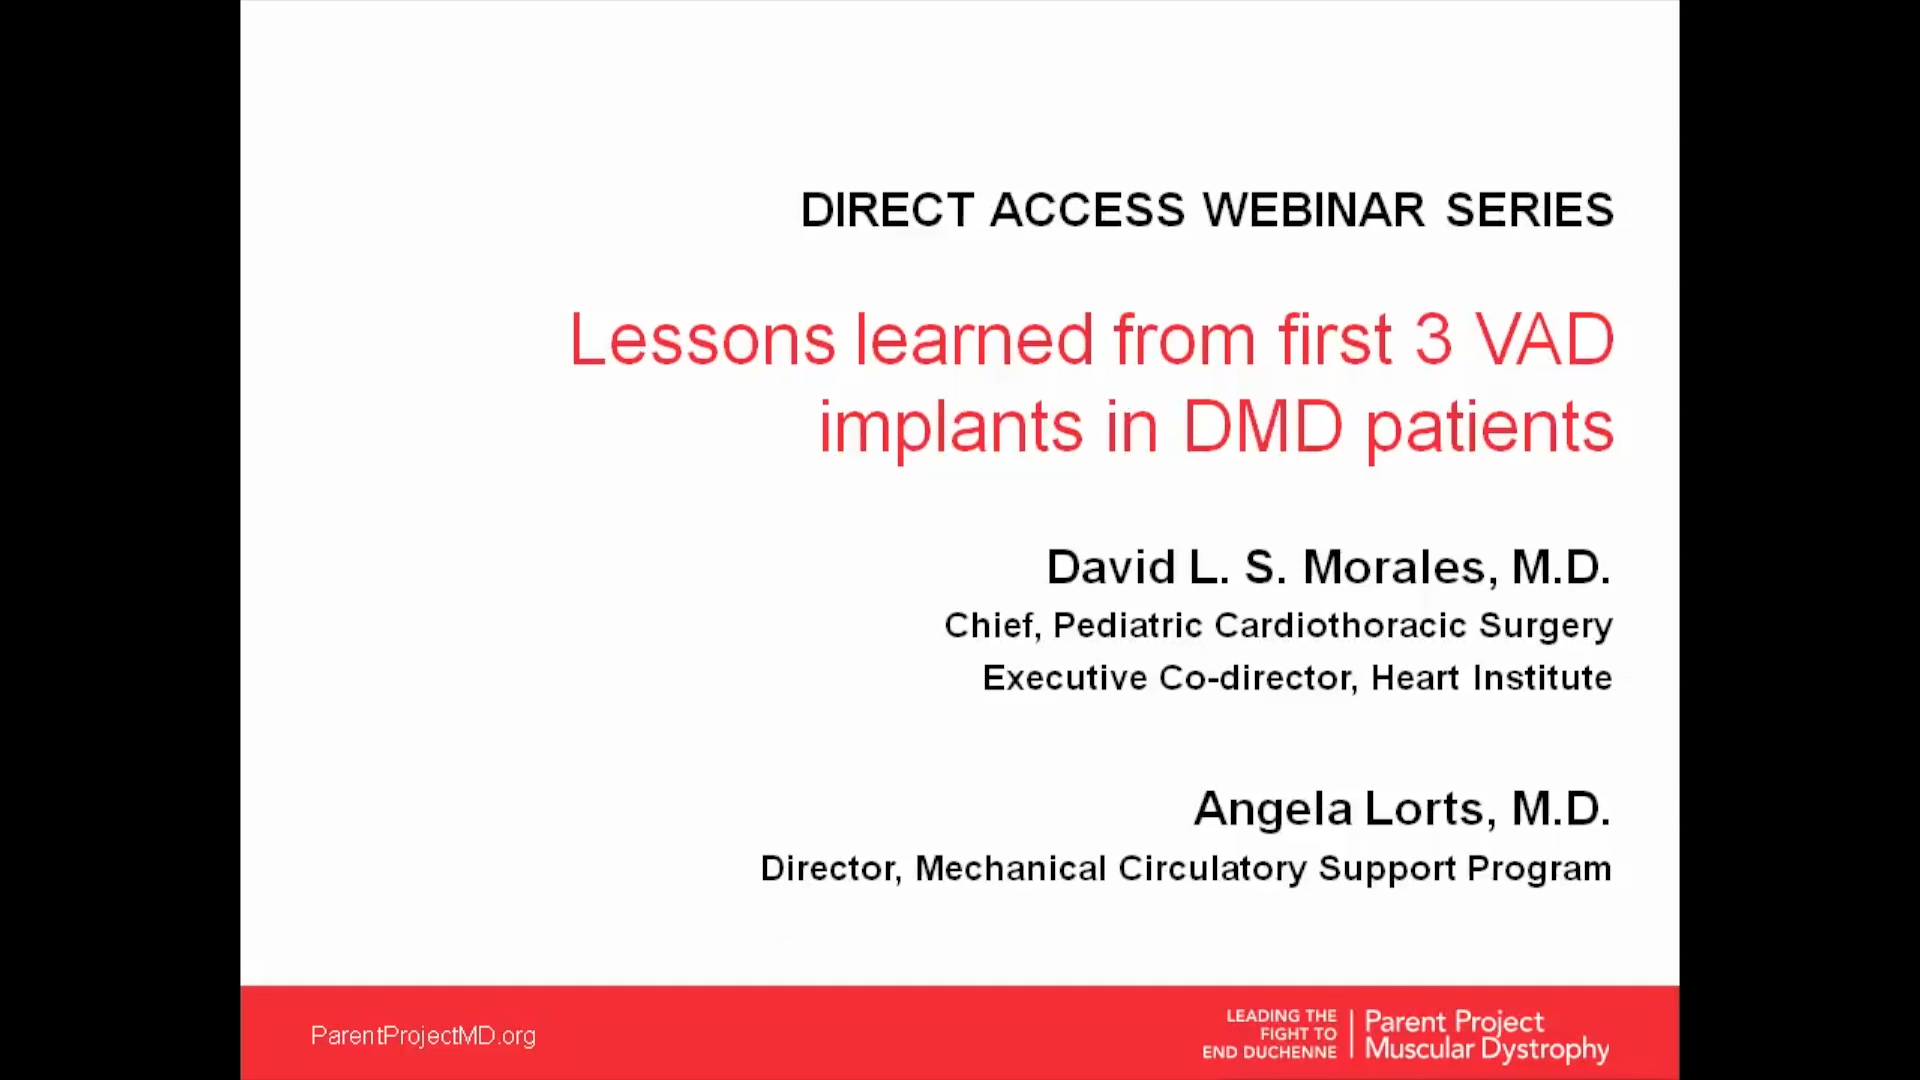 DIRECT ACCESS WEBINAR SERIES
Lessons learned from first 3 VAD
implants in DMD patients
David L. S. Morales, M.D.
Chief, Pediatric Cardiothoracic Surgery
Executive Co-director, Heart Institute
Angela Lorts, M.D.
Director, Mechanical Circulatory Support Program
ParentProjectMD.org
LEADING THE
FIGHT TO
END DUCHENNE
Parent Project
Muscular Dystrophy